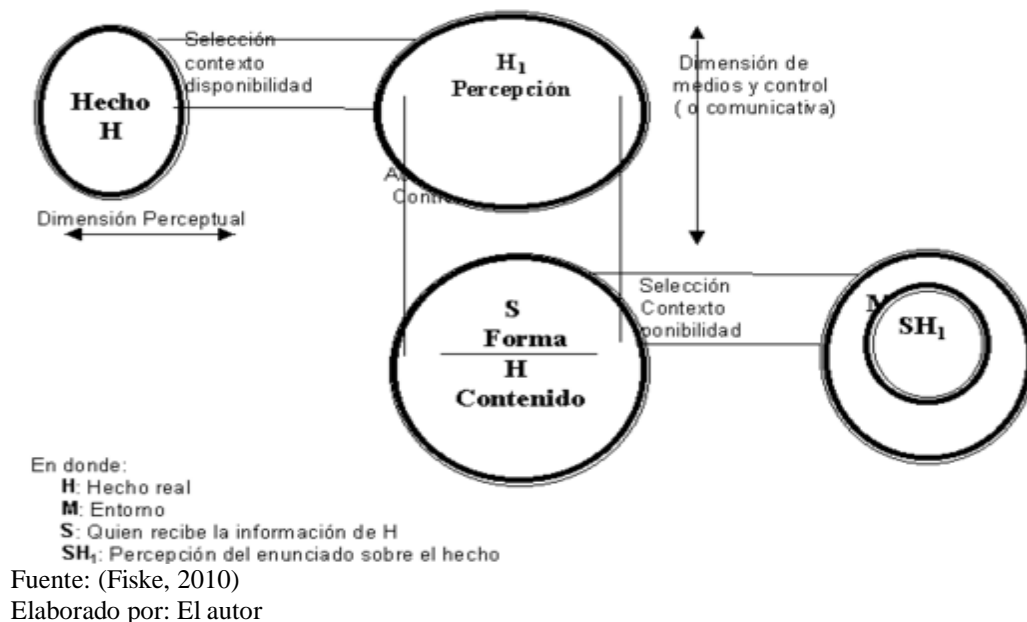 Selección
contexto
disponibilidad
Hecho
H
H₁
Percepción
Dimensión de
medios y control
( o comunicativa)
Dimensión Perceptual
S
Forma
H
Contenido
Selección
Contexto
SH₁
En donde:
H: Hecho real
M: Entorno
S: Quien recibe la información de H
SH₁: Percepción del enunciado sobre el hecho
Fuente: (Fiske, 2010)
Elaborado por: El autor